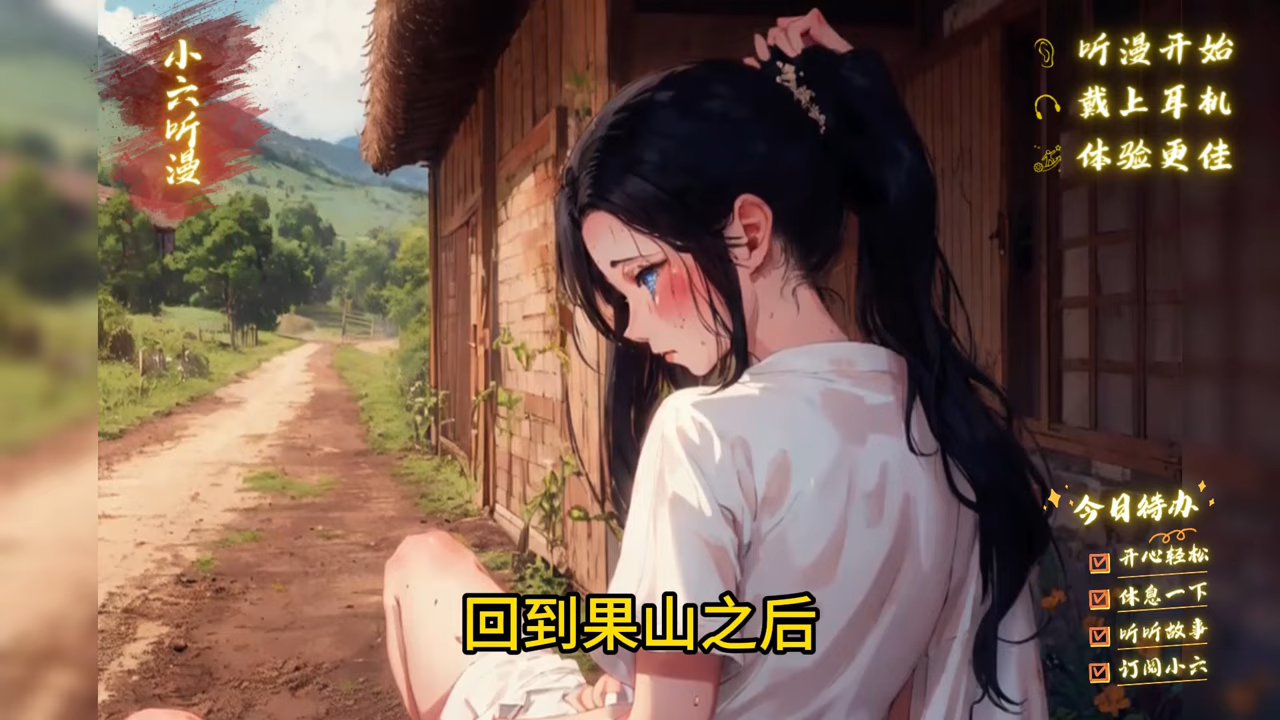 小六听漫
听漫开始
戴上耳机
体验更佳
今日待办
开心轻松
休息一下
听听故事
订阅小六
回到果山之后